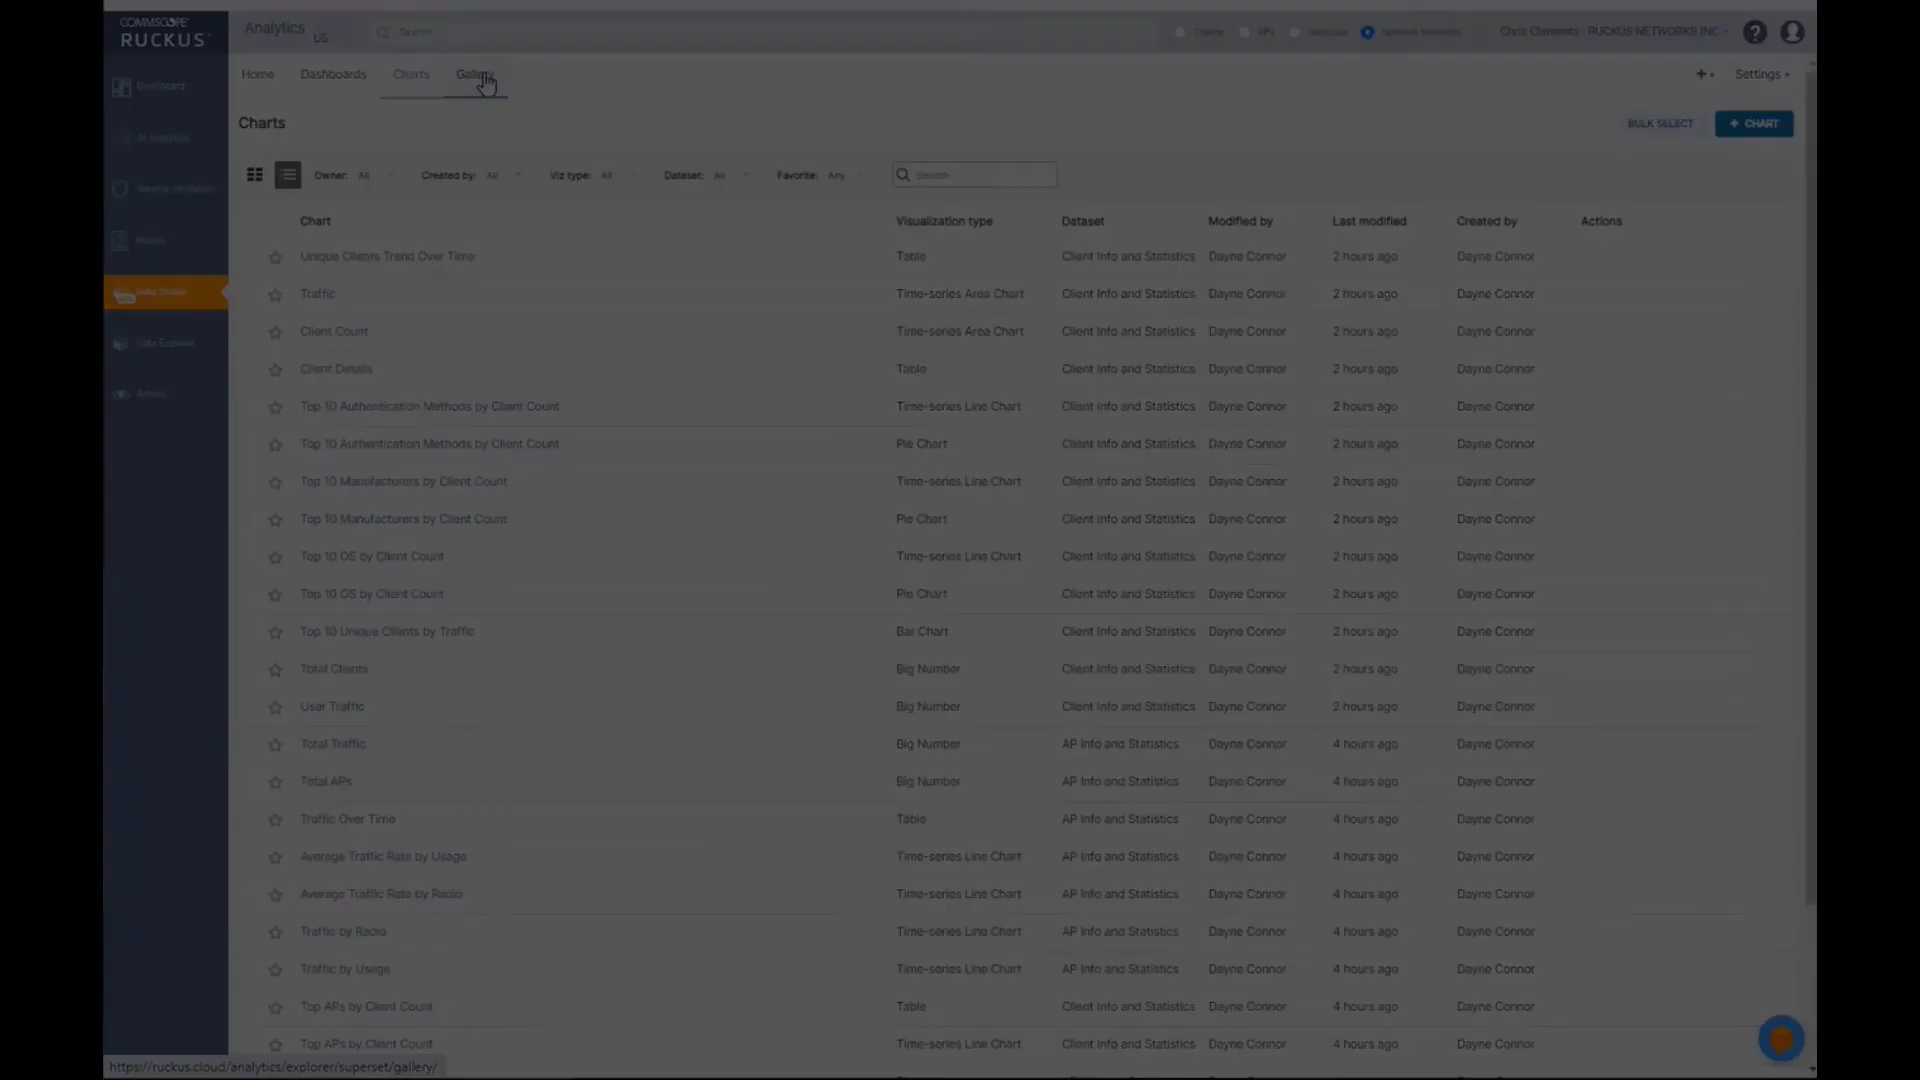 COMMSCOPE
RUCKUS
Analytics
US
Search
Chris Clements
RUCKUS NETWORKS INC
Dashboard
AI Analytics
Data Studio
Data Explorer
Admin
Home
Dashboards
Charts
Gallery
Settings
Charts
BULK SELECT
+ CHART
Owner: All
Created by: All
Viz type: All
Dataset: All
Favorite: Any
Search
Chart Visualization type Dataset Modified by Last modified Created by Actions
Unique Clients Trend Over Time Table Client Info and Statistics Dayne Connor 2 hours ago Dayne Connor
Traffic Time-series Area Chart Client Info and Statistics Dayne Connor 2 hours ago Dayne Connor
Client Count Time-series Area Chart Client Info and Statistics Dayne Connor 2 hours ago Dayne Connor
Client Details Table Client Info and Statistics Dayne Connor 2 hours ago Dayne Connor
Top 10 Authentication Methods by Client Count Time-series Line Chart Client Info and Statistics Dayne Connor 2 hours ago Dayne Connor
Top 10 Authentication Methods by Client Count Pie Chart Client Info and Statistics Dayne Connor 2 hours ago Dayne Connor
Top 10 Manufacturers by Client Count Time-series Line Chart Client Info and Statistics Dayne Connor 2 hours ago Dayne Connor
Top 10 Manufacturers by Client Count Pie Chart Client Info and Statistics Dayne Connor 2 hours ago Dayne Connor
Top 10 OS by Client Count Time-series Line Chart Client Info and Statistics Dayne Connor 2 hours ago Dayne Connor
Top 10 OS by Client Count Pie Chart Client Info and Statistics Dayne Connor 2 hours ago Dayne Connor
Top 10 Unique Clients by Traffic Bar Chart Client Info and Statistics Dayne Connor 2 hours ago Dayne Connor
Total Clients Big Number Client Info and Statistics Dayne Connor 2 hours ago Dayne Connor
User Traffic Big Number Client Info and Statistics Dayne Connor 2 hours ago Dayne Connor
Total Traffic Big Number AP Info and Statistics Dayne Connor 4 hours ago Dayne Connor
Total APs Big Number AP Info and Statistics Dayne Connor 4 hours ago Dayne Connor
Traffic Over Time Table AP Info and Statistics Dayne Connor 4 hours ago Dayne Connor
Average Traffic Rate by Usage Time-series Line Chart AP Info and Statistics Dayne Connor 4 hours ago Dayne Connor
Average Traffic Rate by Radio Time-series Line Chart AP Info and Statistics Dayne Connor 4 hours ago Dayne Connor
Traffic by Radio Time-series Line Chart AP Info and Statistics Dayne Connor 4 hours ago Dayne Connor
Traffic by Usage Time-series Line Chart AP Info and Statistics Dayne Connor 4 hours ago Dayne Connor
Top APs by Client Count Table Client Info and Statistics Dayne Connor 4 hours ago Dayne Connor
Top APs by Client Count Time-series Line Chart Client Info and Statistics Dayne Connor 4 hours ago Dayne Connor
https://ruckus.cloud/analytics/explorer/superset/gallery/